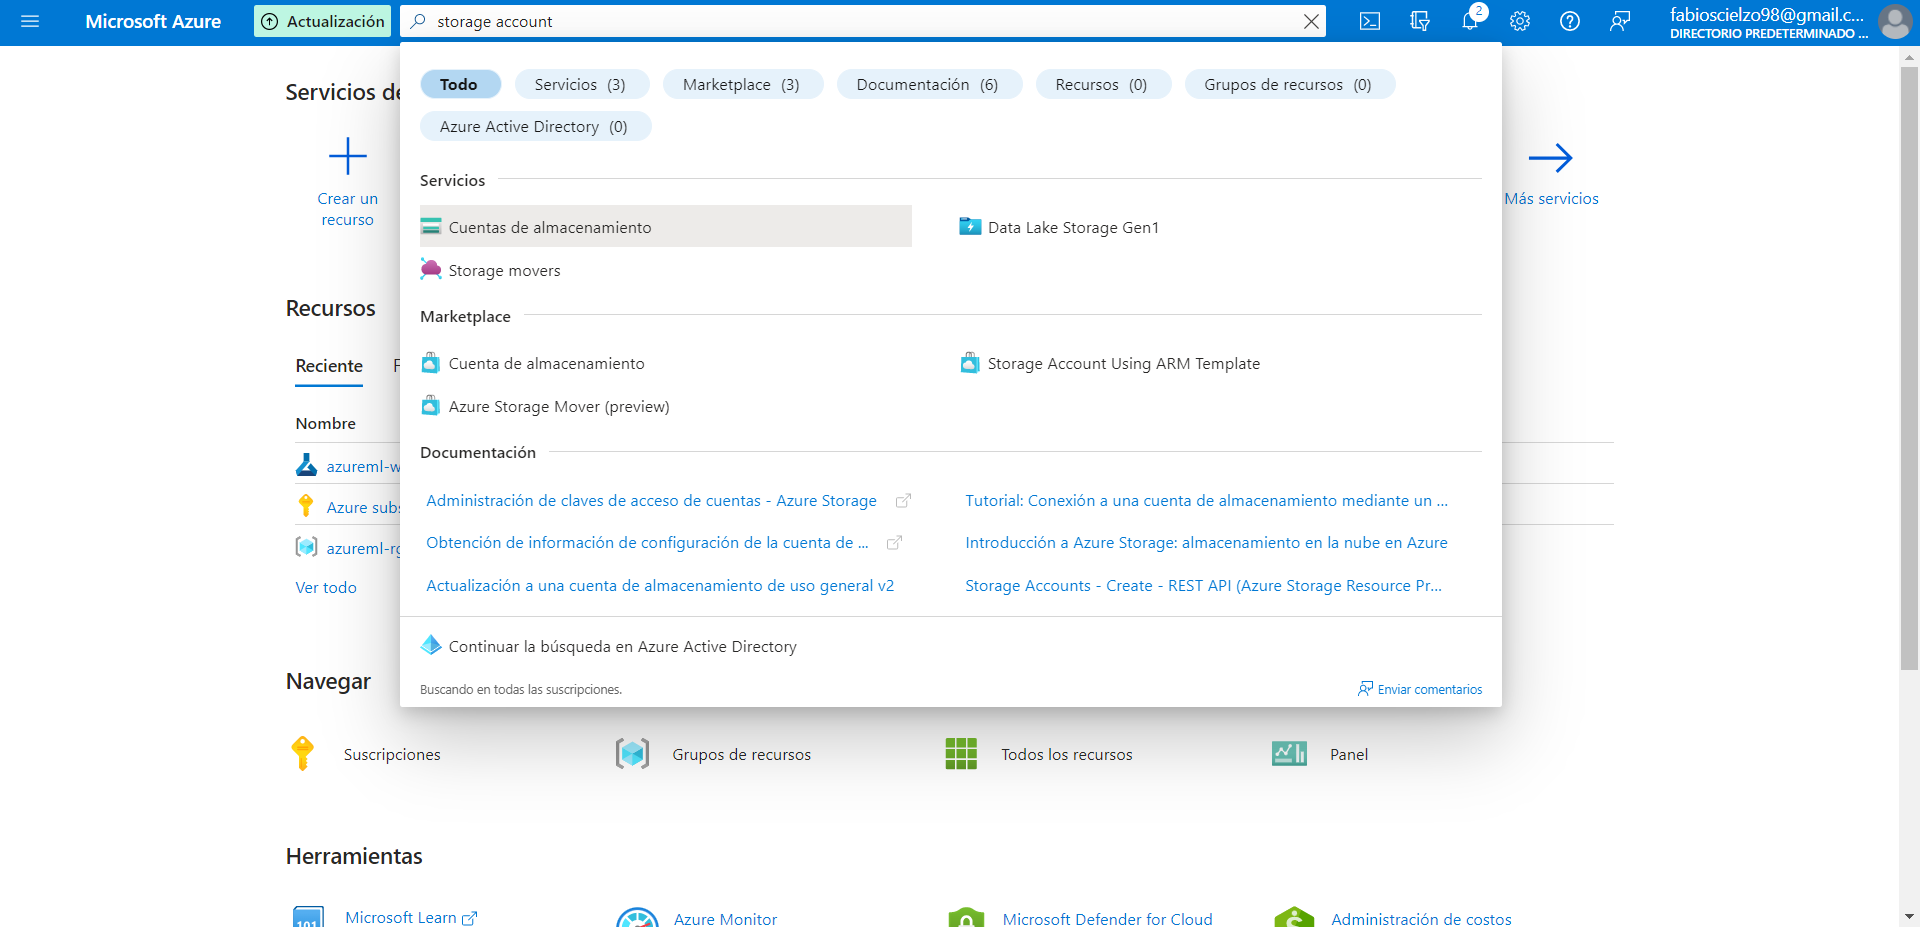 Microsoft Azure
Actualización
storage account
2
fabioscielzo98@gmail.c...
DIRECTORIO PREDETERMINADO ...
Todo
Servicios (3)
Marketplace (3)
Documentación (6)
Recursos (0)
Grupos de recursos (0)
Azure Active Directory (0)
Servicios de
Crear un
recurso
Más servicios
Servicios
Cuentas de almacenamiento
Data Lake Storage Gen1
Storage movers
Recursos
Marketplace
Reciente
F
Cuenta de almacenamiento
Storage Account Using ARM Template
Azure Storage Mover (preview)
Nombre
Documentación
azureml-w
Azure subs
azureml-rg
Ver todo
Administración de claves de acceso de cuentas - Azure Storage
Tutorial: Conexión a una cuenta de almacenamiento mediante un ...
Obtención de información de configuración de la cuenta de ...
Introducción a Azure Storage: almacenamiento en la nube en Azure
Actualización a una cuenta de almacenamiento de uso general v2
Storage Accounts - Create - REST API (Azure Storage Resource Pr...
Continuar la búsqueda en Azure Active Directory
Buscando en todas las suscripciones.
Enviar comentarios
Navegar
Suscripciones
Grupos de recursos
Todos los recursos
Panel
Herramientas
101
Microsoft Learn
Azure Monitor
Microsoft Defender for Cloud
Administración de costos